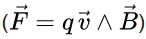 (F⃗ = q v⃗ ∧ B⃗)